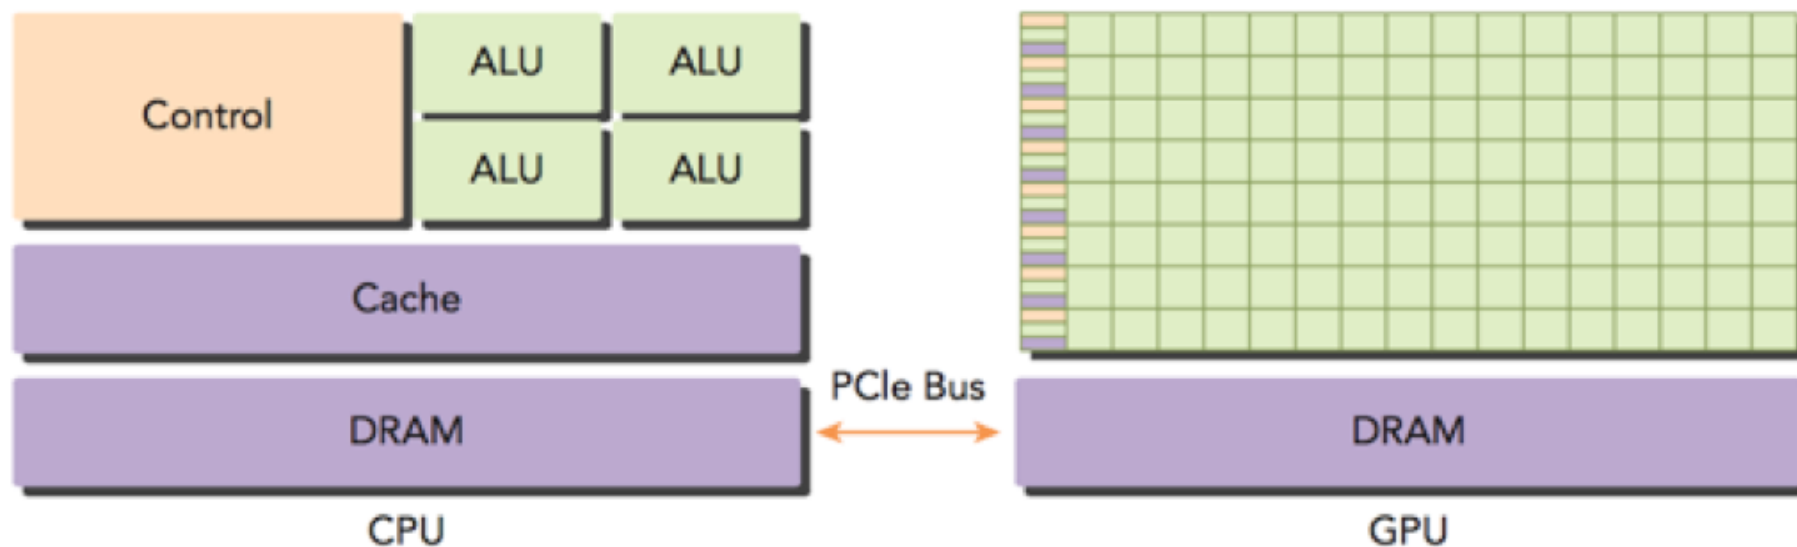 Control
ALU
ALU
ALU
ALU
Cache
DRAM
PCIe Bus
DRAM
CPU
GPU